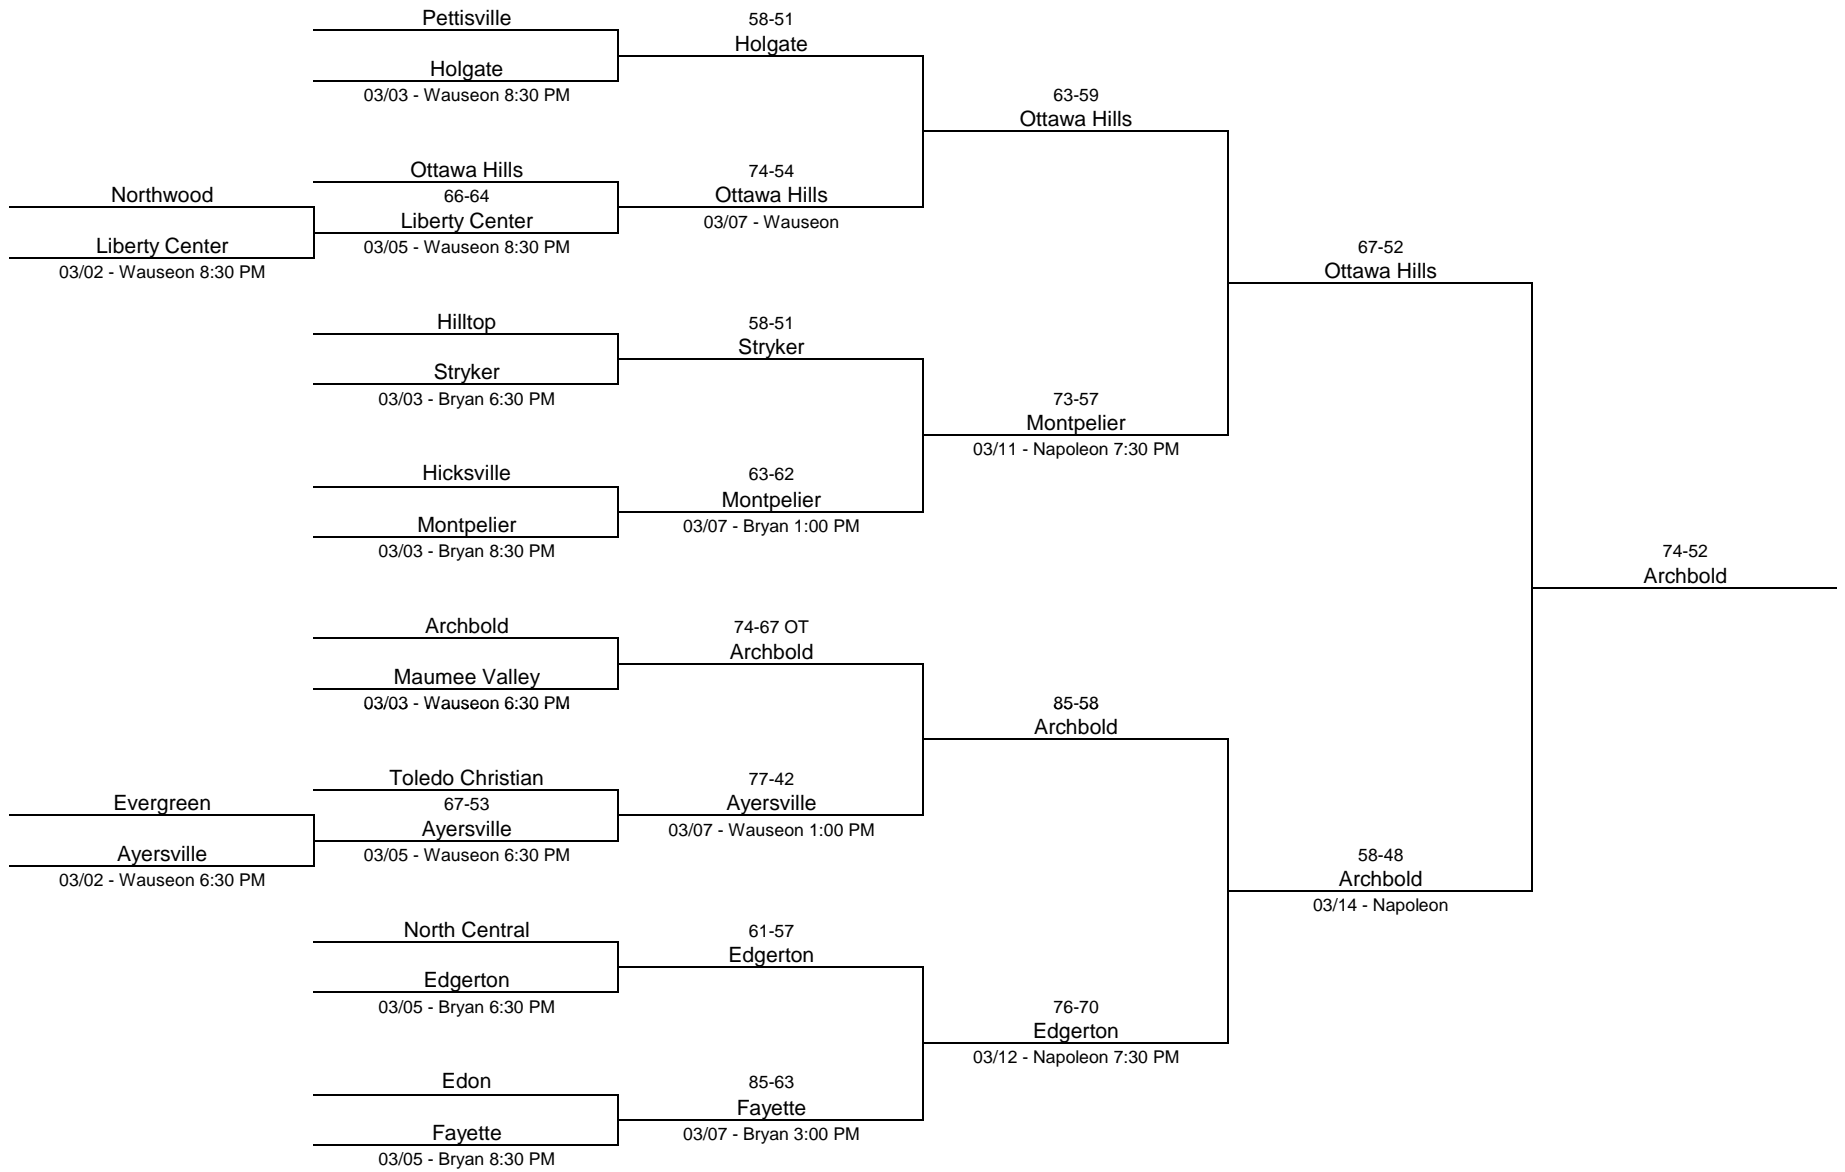 Pettisville
58-51
Holgate
Holgate
03/03 - Wauseon 8:30 PM
63-59
Ottawa Hills
Ottawa Hills
74-54
Northwood
66-64
Ottawa Hills
Liberty Center
03/07 - Wauseon
Liberty Center
03/05 - Wauseon 8:30 PM
67-52
03/02 - Wauseon 8:30 PM
Ottawa Hills
Hilltop
58-51
Stryker
Stryker
03/03 - Bryan 6:30 PM
73-57
Montpelier
03/11 - Napoleon 7:30 PM
Hicksville
63-62
Montpelier
Montpelier
03/07 - Bryan 1:00 PM
03/03 - Bryan 8:30 PM
74-52
Archbold
Archbold
74-67 OT
Archbold
Maumee Valley
03/03 - Wauseon 6:30 PM
85-58
Archbold
Toledo Christian
77-42
Evergreen
67-53
Ayersville
Ayersville
03/07 - Wauseon 1:00 PM
Ayersville
03/05 - Wauseon 6:30 PM
58-48
03/02 - Wauseon 6:30 PM
Archbold
03/14 - Napoleon
North Central
61-57
Edgerton
Edgerton
03/05 - Bryan 6:30 PM
76-70
Edgerton
03/12 - Napoleon 7:30 PM
Edon
85-63
Fayette
Fayette
03/07 - Bryan 3:00 PM
03/05 - Bryan 8:30 PM